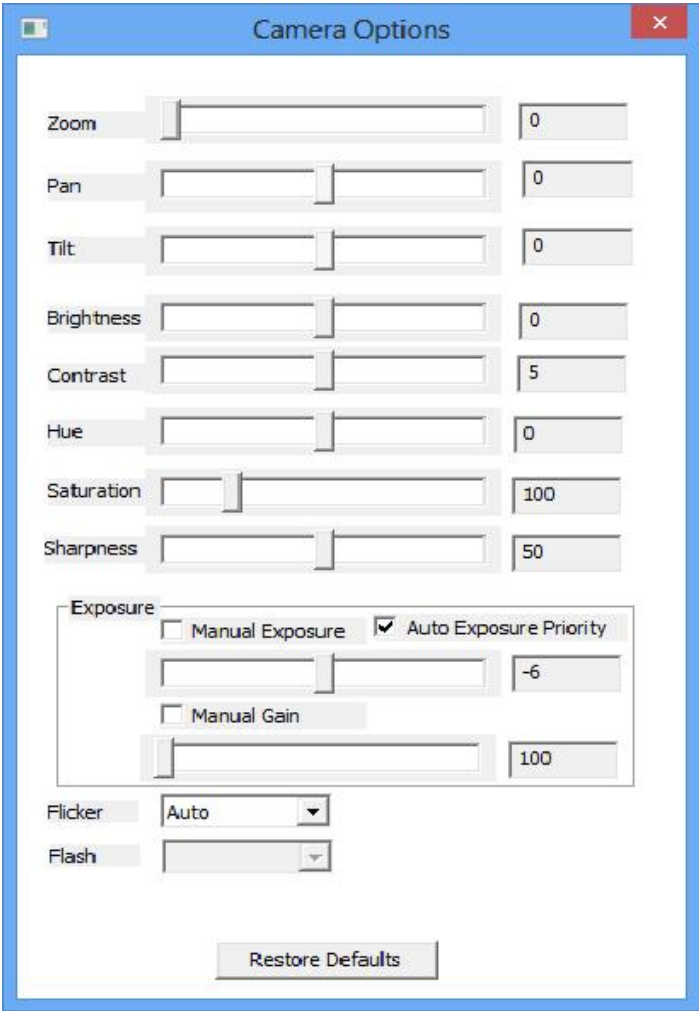 Camera Options
Zoom 0
Pan 0
Tilt 0
Brightness 0
Contrast 5
Hue 0
Saturation 100
Sharpness 50
Exposure
Manual Exposure Auto Exposure Priority
-6
Manual Gain
100
Flicker Auto
Flash
Restore Defaults